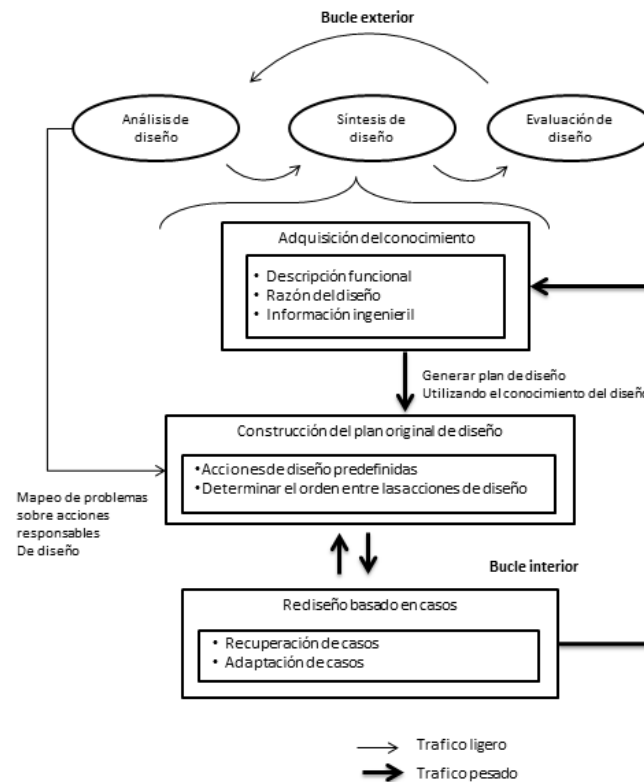 Bucle exterior
Análisis de
diseño
Síntesis de
diseño
Evaluación de
diseño
Adquisición del conocimiento
• Descripción funcional
• Razón del diseño
• Información ingenieril
Generar plan de diseño
Utilizando el conocimiento del diseño
Construcción del plan original de diseño
•Acciones de diseño predefinidas
•Determinar el orden entre las acciones de diseño
Mapeo de problemas
sobre acciones
responsables
De diseño
Bucle interior
Rediseño basado en casos
• Recuperación de casos
• Adaptación de casos
Trafico ligero
Trafico pesado